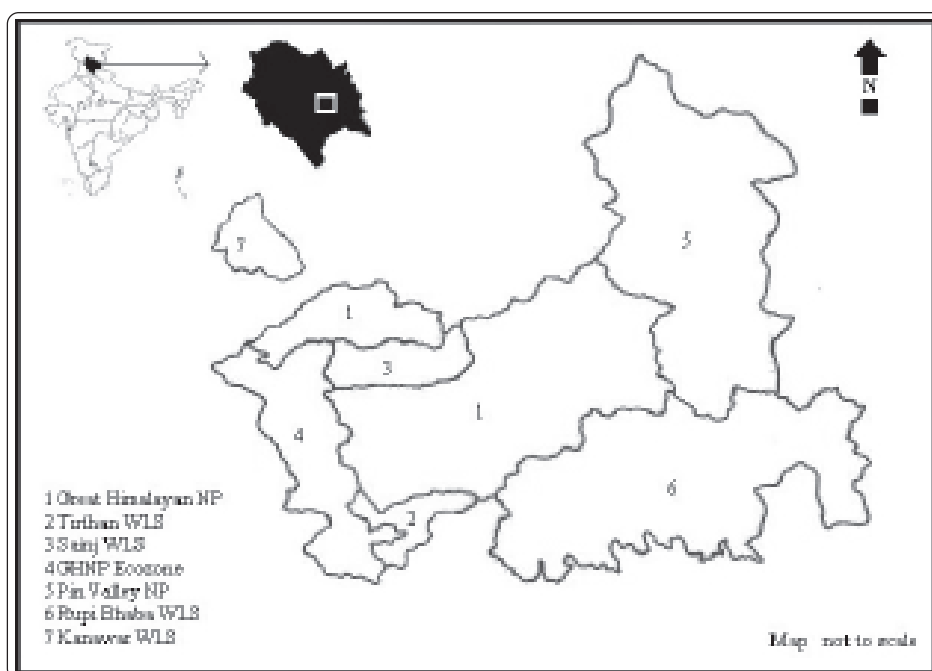 N
7
5
1
3
1
4
6
2
1 Great Himalayan NP
2 Tirthan WLS
3 Sainj WLS
4 GHNP Ecozone
5 Pin Valley NP
6 Rupi Bhaba WLS
7 Kanawar WLS
Map not to scale